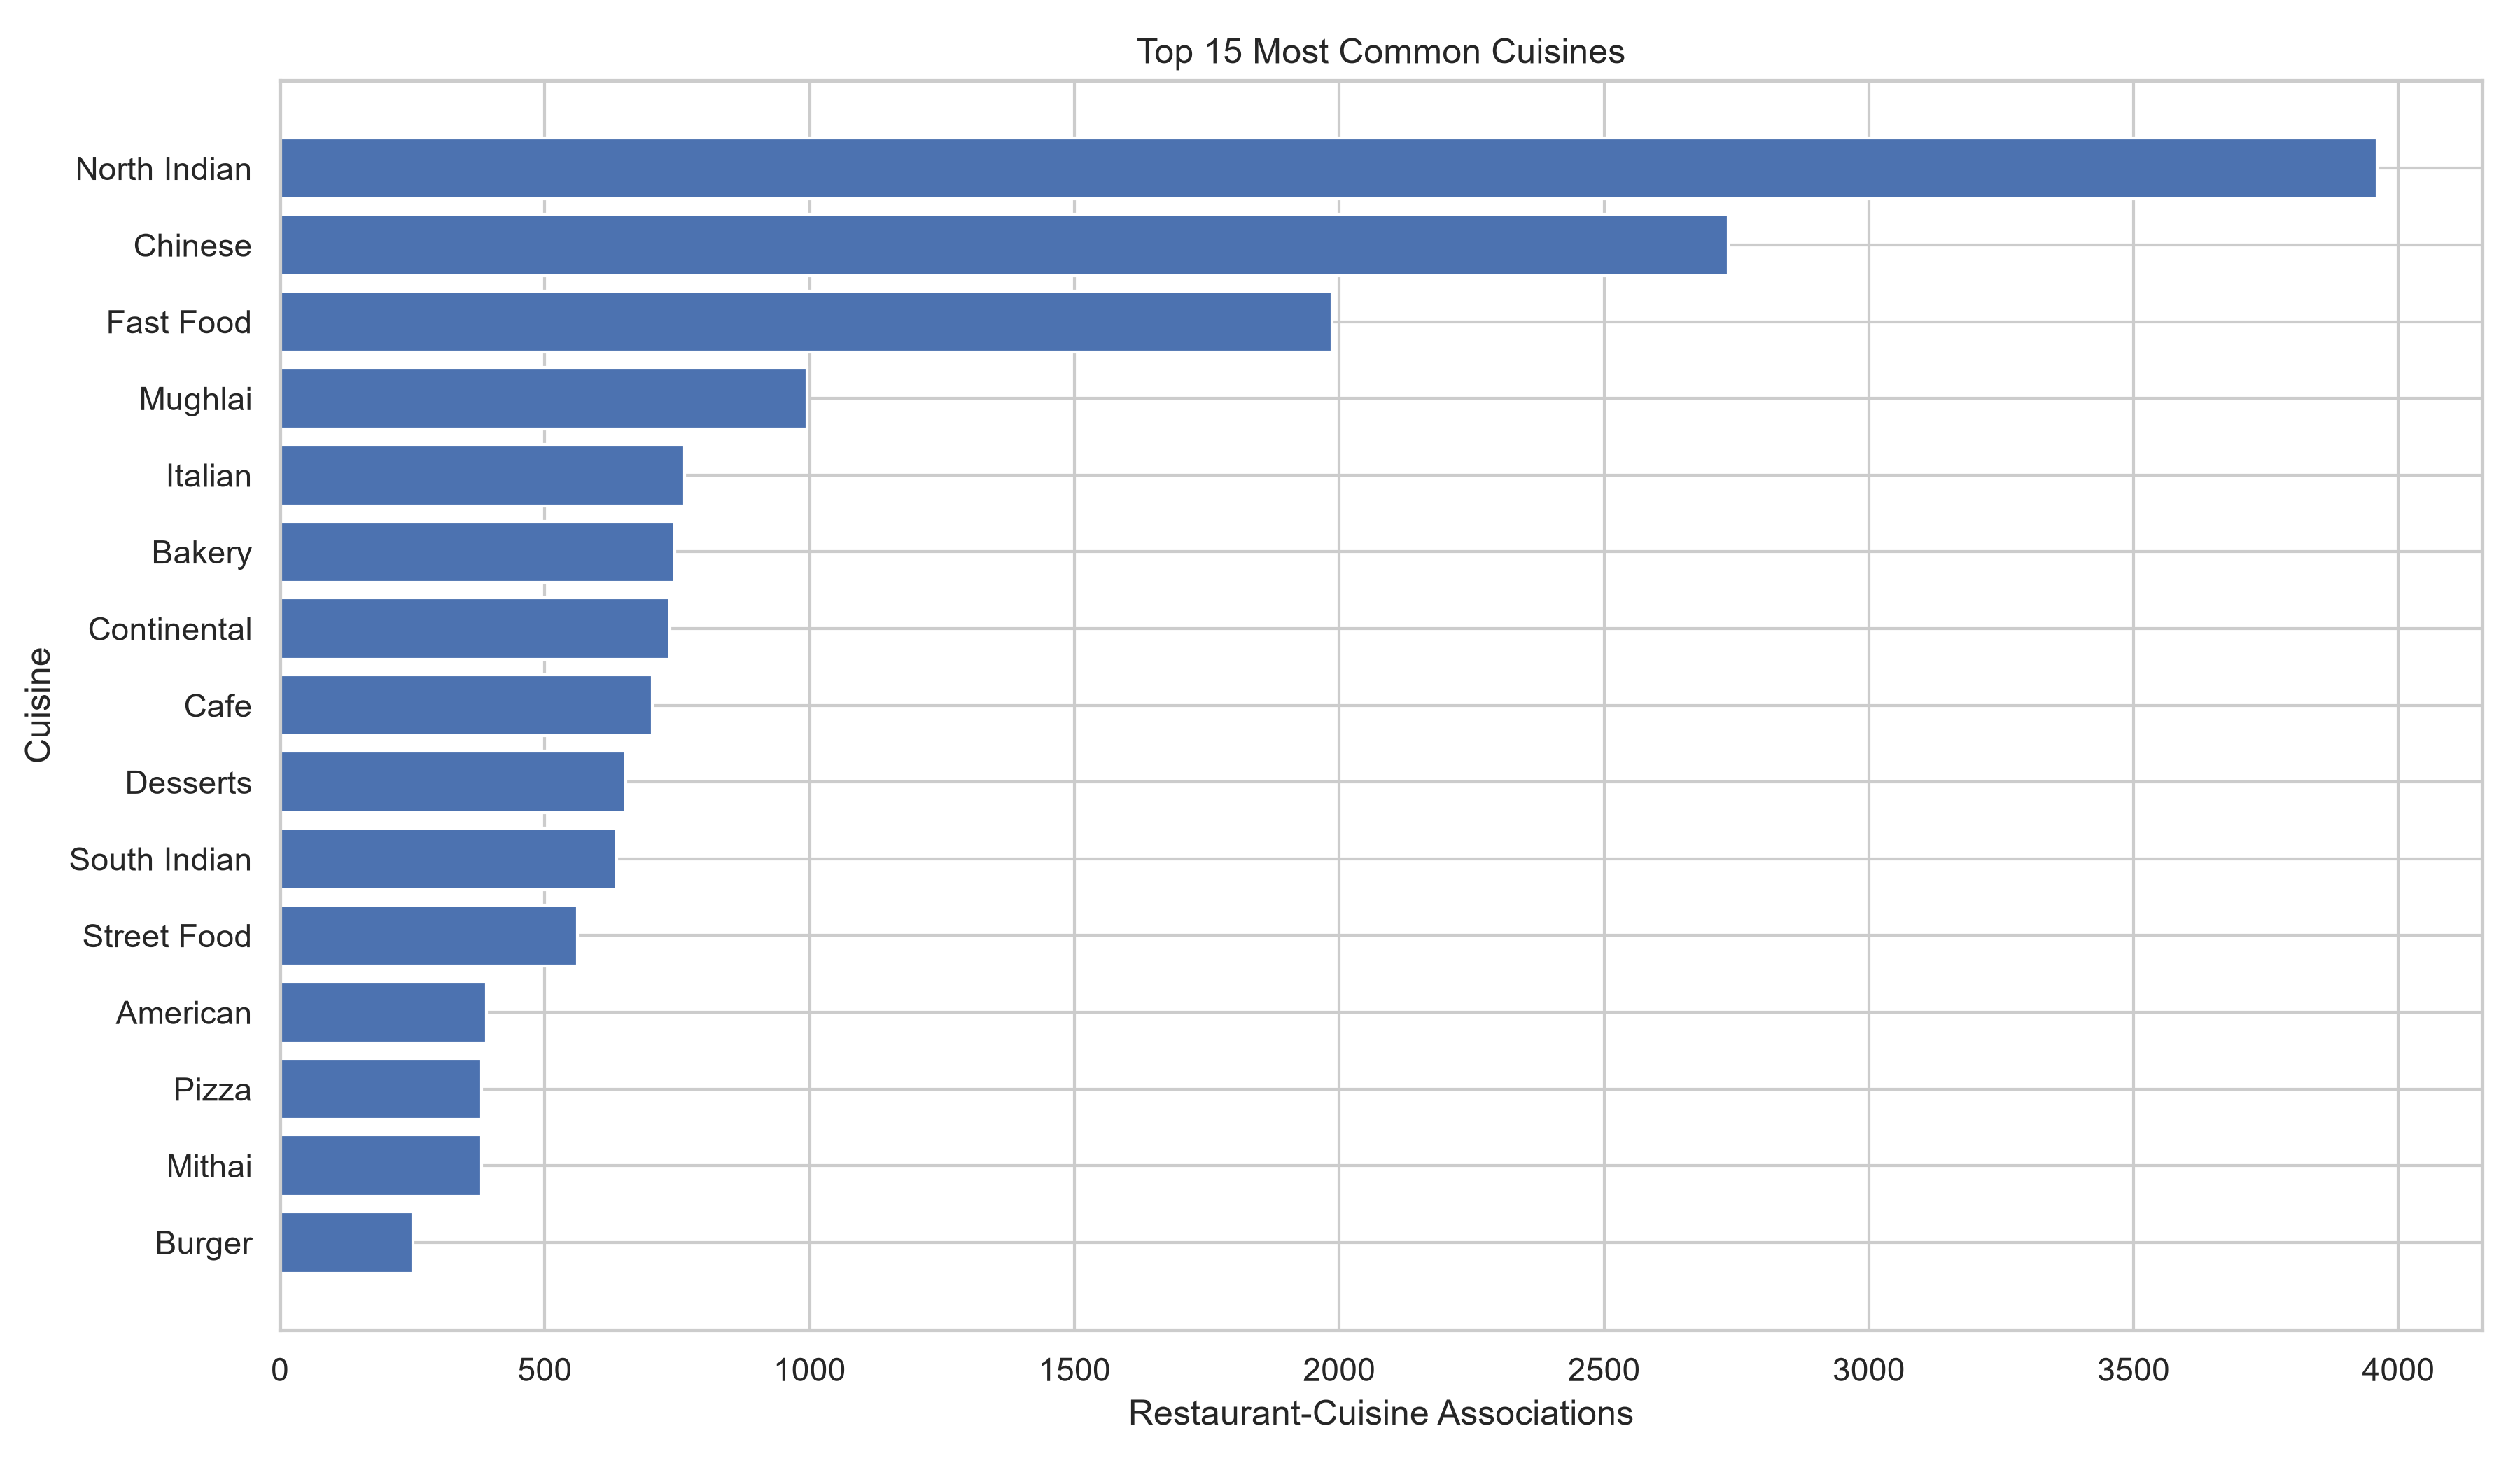 Top 15 Most Common Cuisines
North Indian
Chinese
Fast Food
Mughlai
Italian
Bakery
Continental
Cafe
Desserts
South Indian
Street Food
American
Pizza
Mithai
Burger
Cuisine
0 500 1000 1500 2000 2500 3000 3500 4000
Restaurant-Cuisine Associations